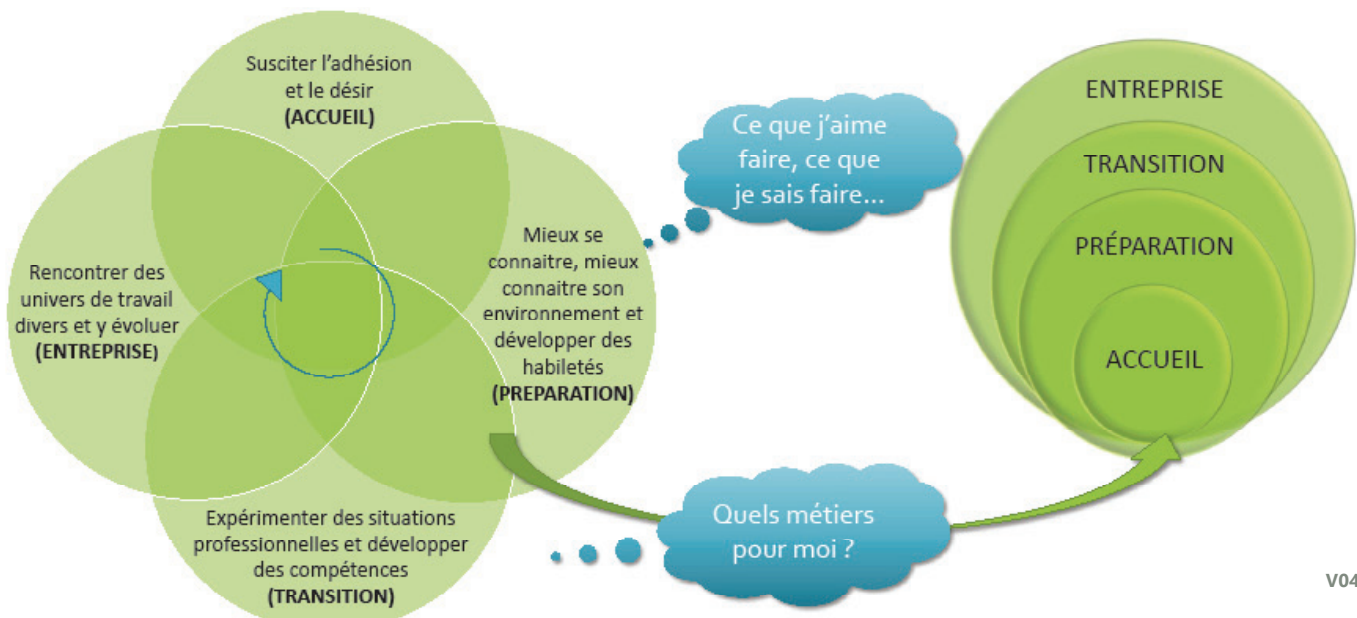 Susciter l'adhésion
et le désir
(ACCUEIL)
Rencontrer des
univers de travail
divers et y évoluer
(ENTREPRISE)
Mieux se
connaitre, mieux
connaitre son
environnement et
développer des
habiletés
(PREPARATION)
Expérimenter des situations
professionnelles et développer
des compétences
(TRANSITION)
Ce que j'aime
faire, ce que
je sais faire...
Quels métiers
pour moi ?
ENTREPRISE
TRANSITION
PRÉPARATION
ACCUEIL
V04